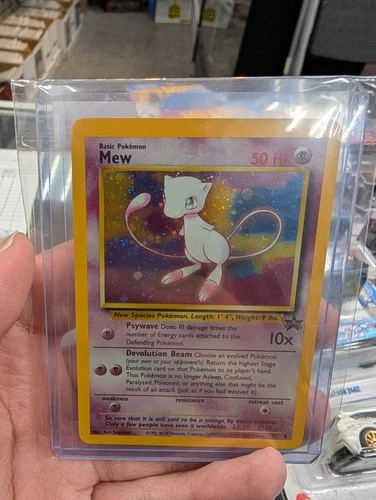 Basic Pokémon
Mew
50 HP
New Species Pokémon. Length: 1' 4", Weight: 9 lbs.
Psywave Does 10 damage times the
number of Energy cards attached to the
Defending Pokémon.
10x
Devolution Beam Choose an evolved Pokémon
(your own or your opponent's). Return the highest Stage
Evolution card on that Pokémon to its player's hand.
That Pokémon is no longer Asleep, Confused,
Paralyzed, Poisoned, or anything else that might be the
result of an attack (just as if you had evolved it).
weakness resistance retreat cost
So rare that it is still said to be a mirage by many experts.
Only a few people have seen it worldwide.